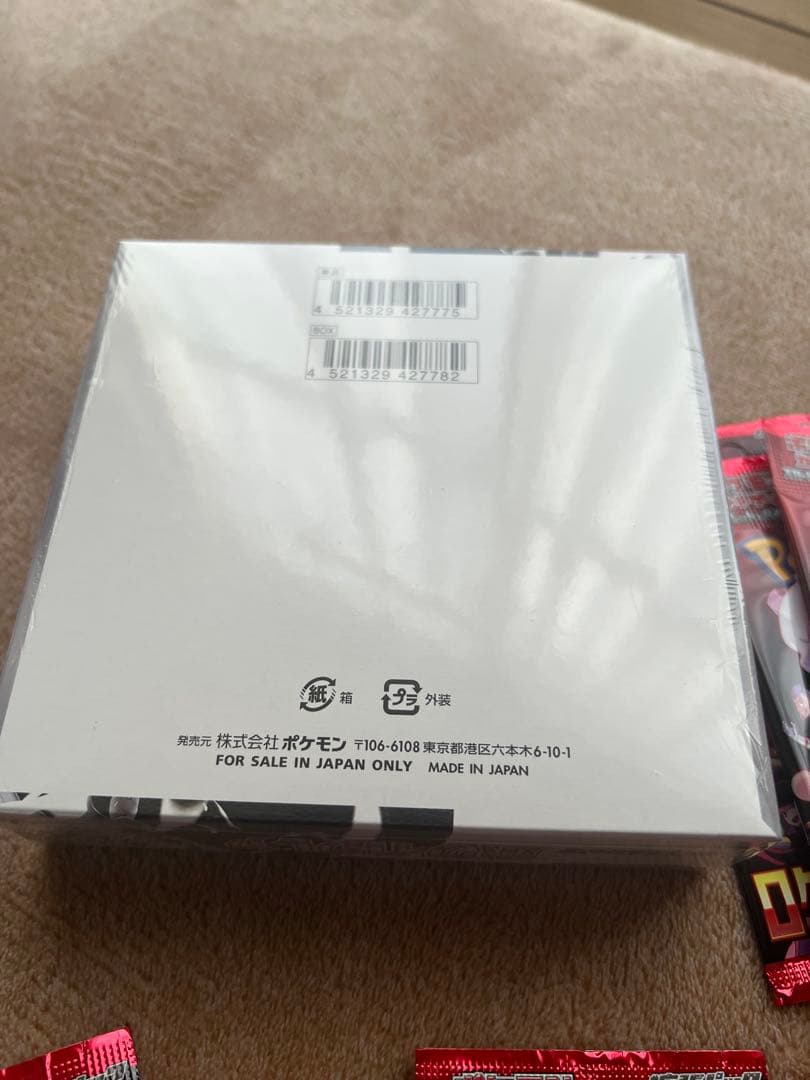 単品
4 521329 427775
BOX
4 521329 427782
紙 箱 プラ 外装
発売元 株式会社 ポケモン 〒106-6108 東京都港区六本木6-10-1
FOR SALE IN JAPAN ONLY MADE IN JAPAN